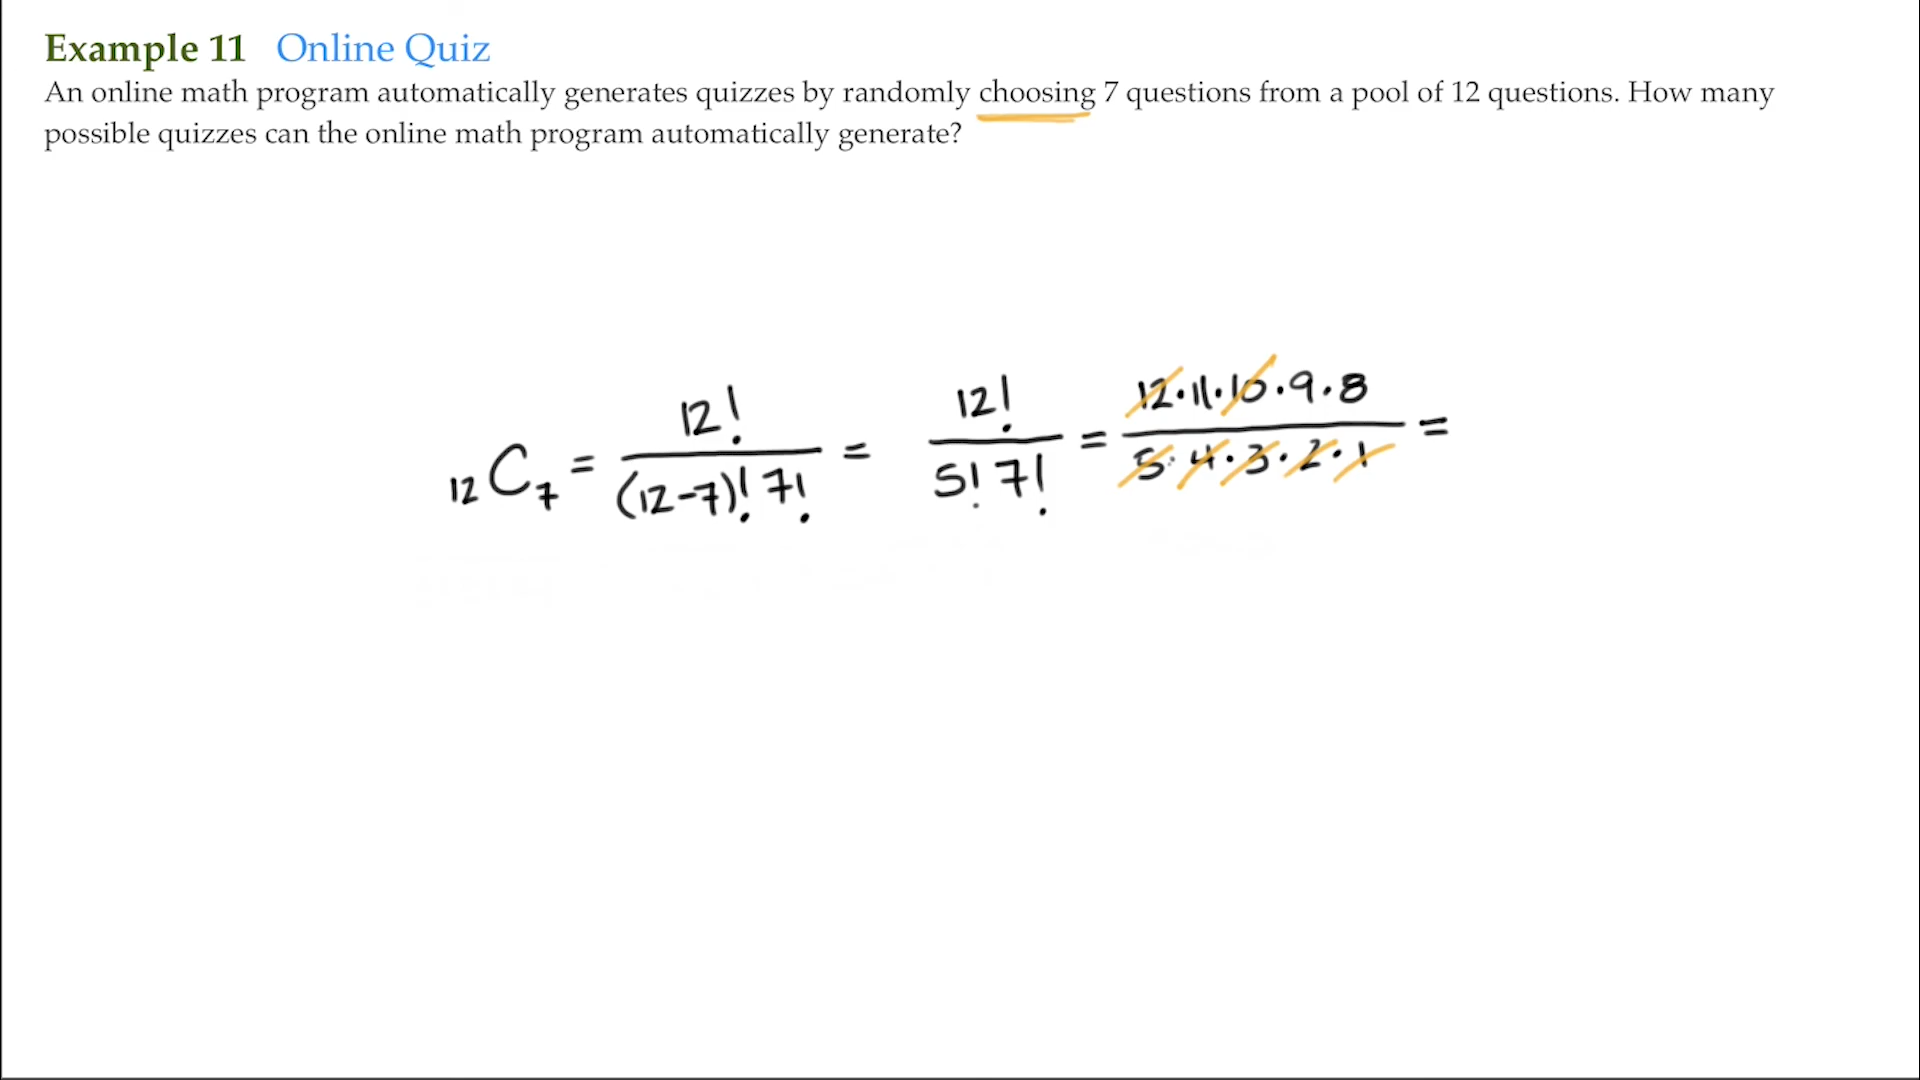 Example 11 Online Quiz
An online math program automatically generates quizzes by randomly choosing 7 questions from a pool of 12 questions. How many
possible quizzes can the online math program automatically generate?
₁₂C₇ = 12! / (12-7)! 7! = 12! / 5! 7! = 12·11·10·9·8 / 5·4·3·2·1 =